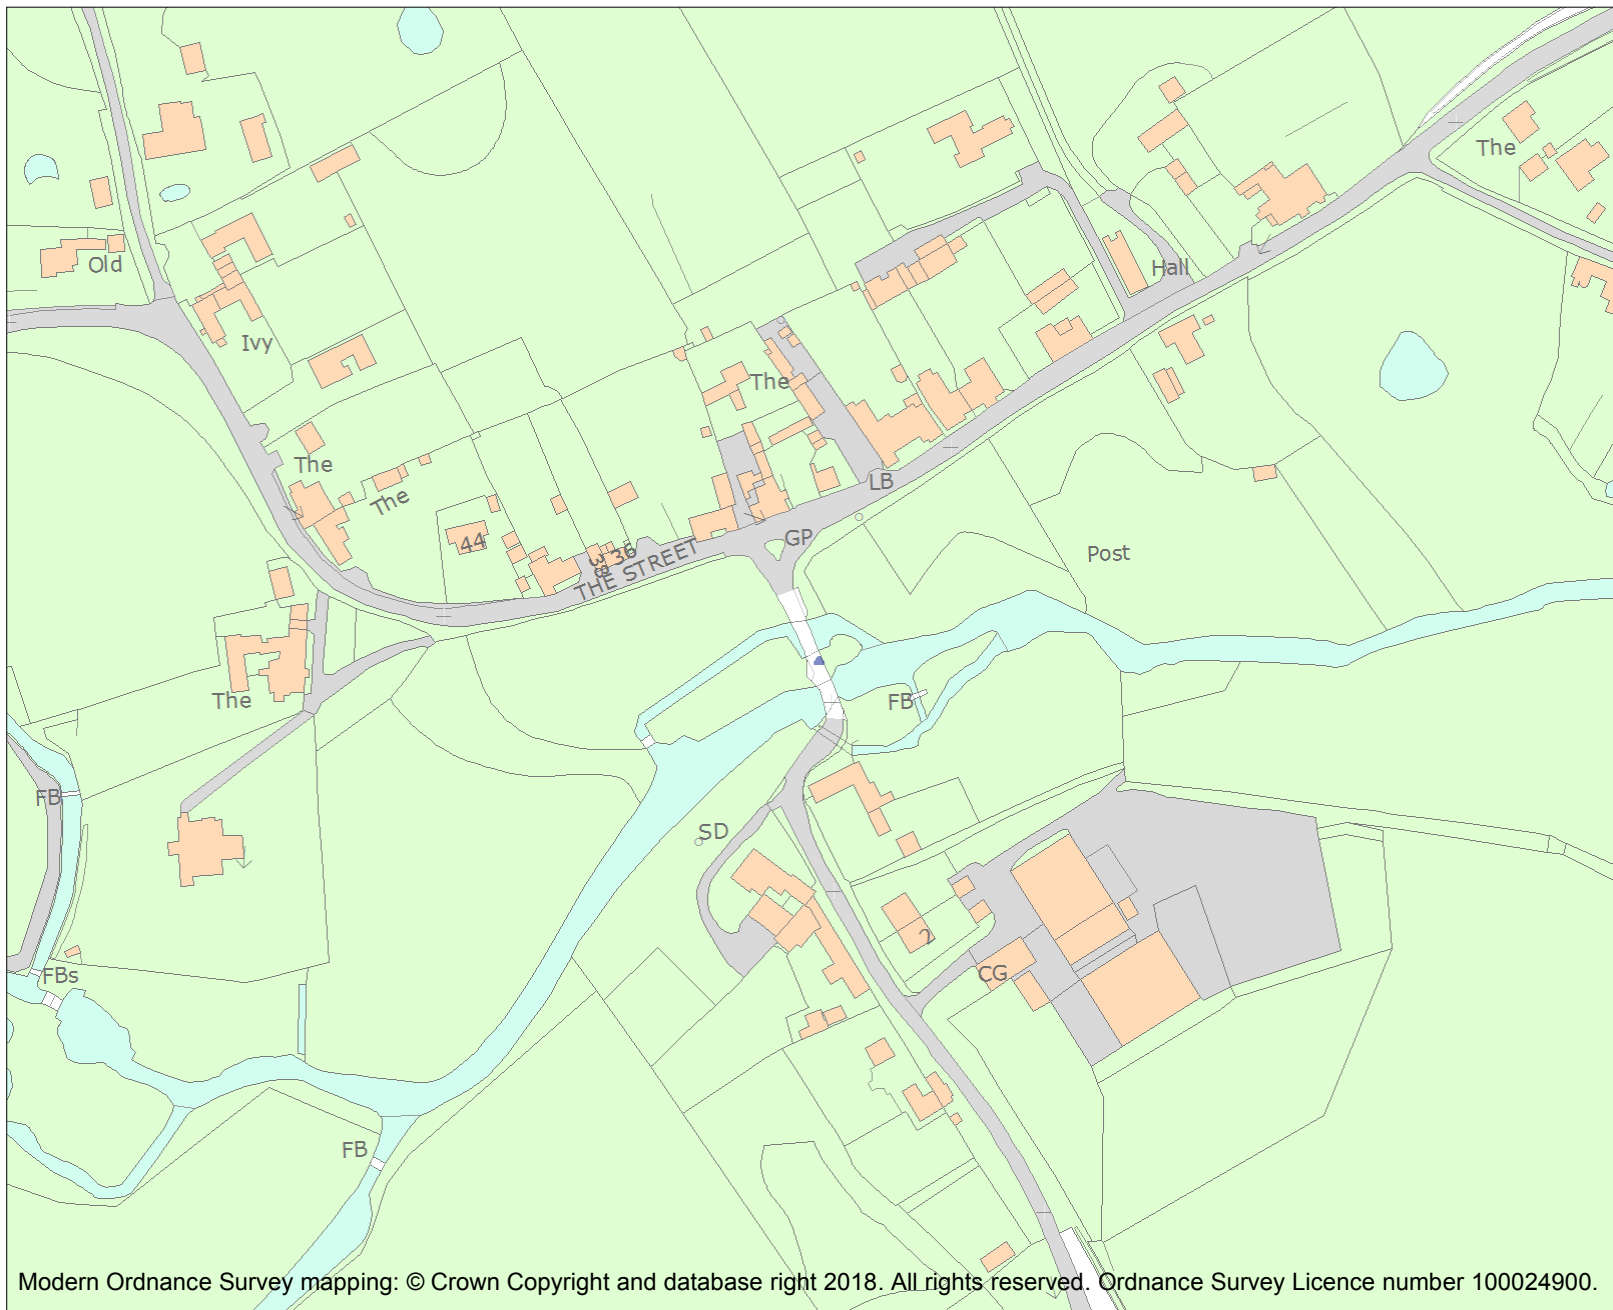 The
Old
Hall
Ivy
The
LB
The
The
GP
44
38
36
THE STREET
Post
The
FB
FB
SD
2
CG
FBs
FB
Modern Ordnance Survey mapping: © Crown Copyright and database right 2018. All rights reserved. Ordnance Survey Licence number 100024900.